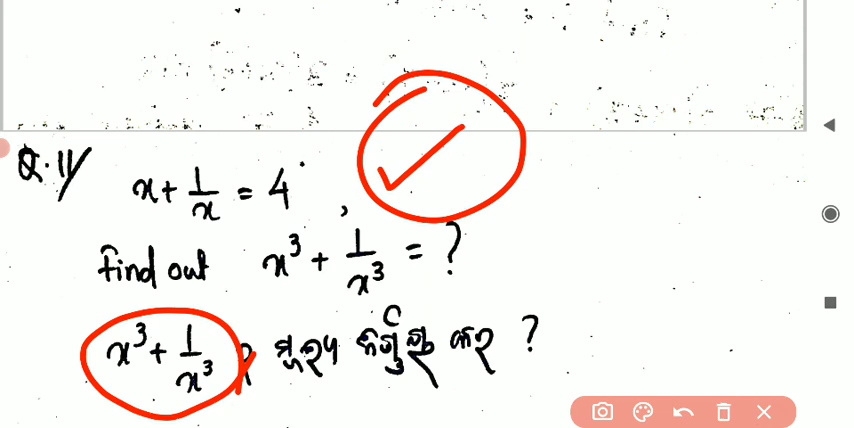 Q.11/
x + 1/x = 4,
find out x³ + 1/x³ = ?
x³ + 1/x³ ର ମୂଲ୍ୟ ନିର୍ଣ୍ଣୟ କର ?